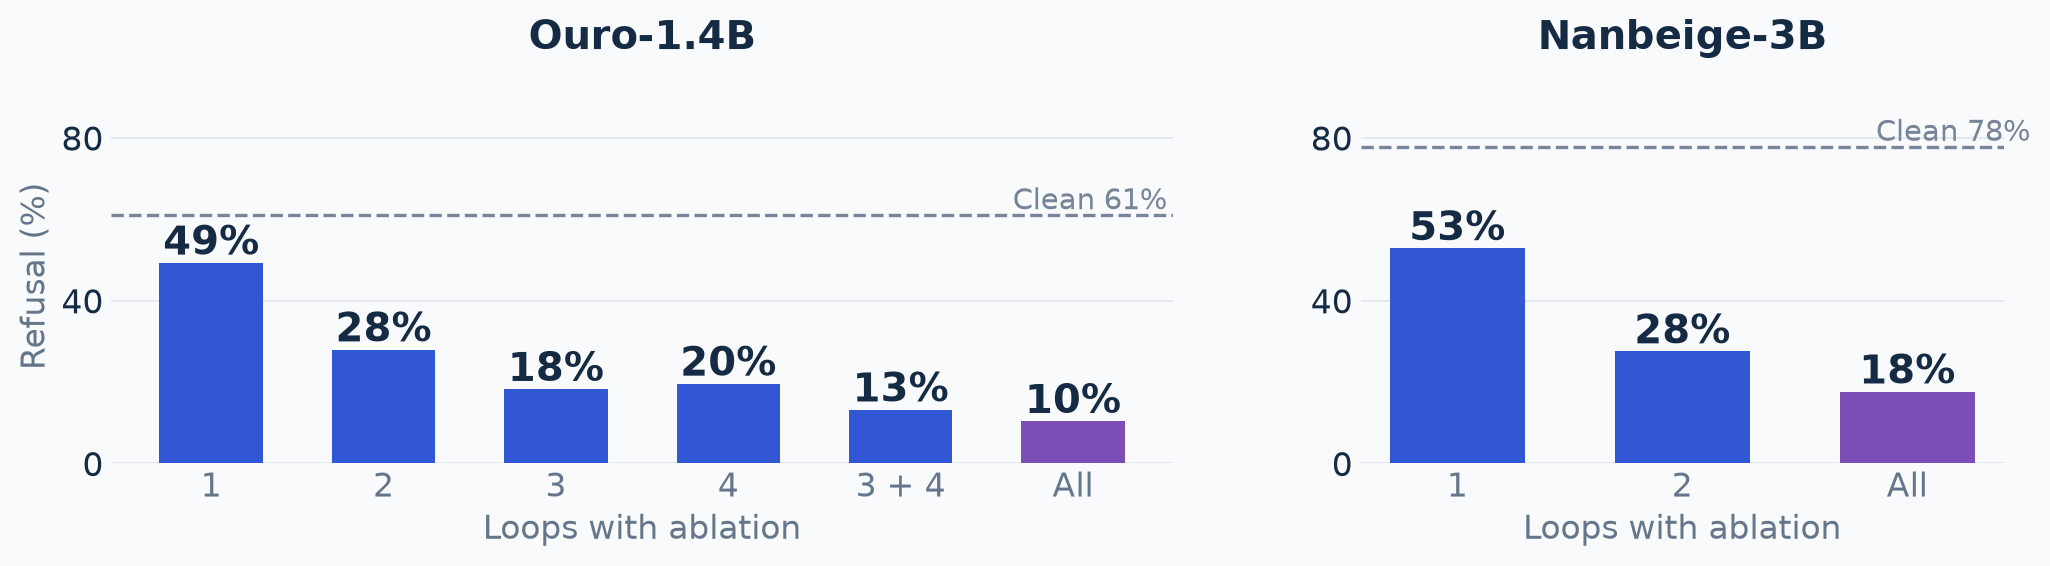 Ouro-1.4B
Refusal (%)
80
40
0
Clean 61%
49%
28%
18%
20%
13%
10%
1
2
3
4
3 + 4
All
Loops with ablation
Nanbeige-3B
80
40
0
Clean 78%
53%
28%
18%
1
2
All
Loops with ablation